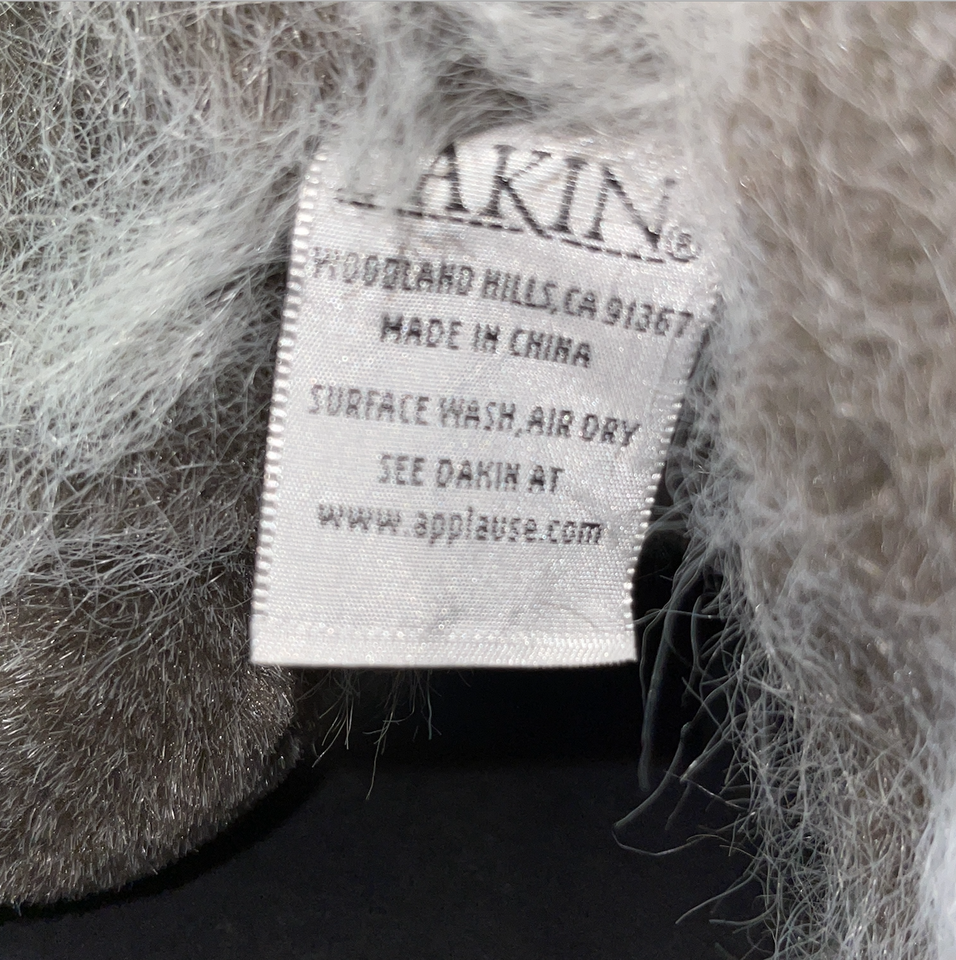 DAKIN®
WOODLAND HILLS, CA 91367
MADE IN CHINA
SURFACE WASH, AIR DRY
SEE DAKIN AT
www.applause.com